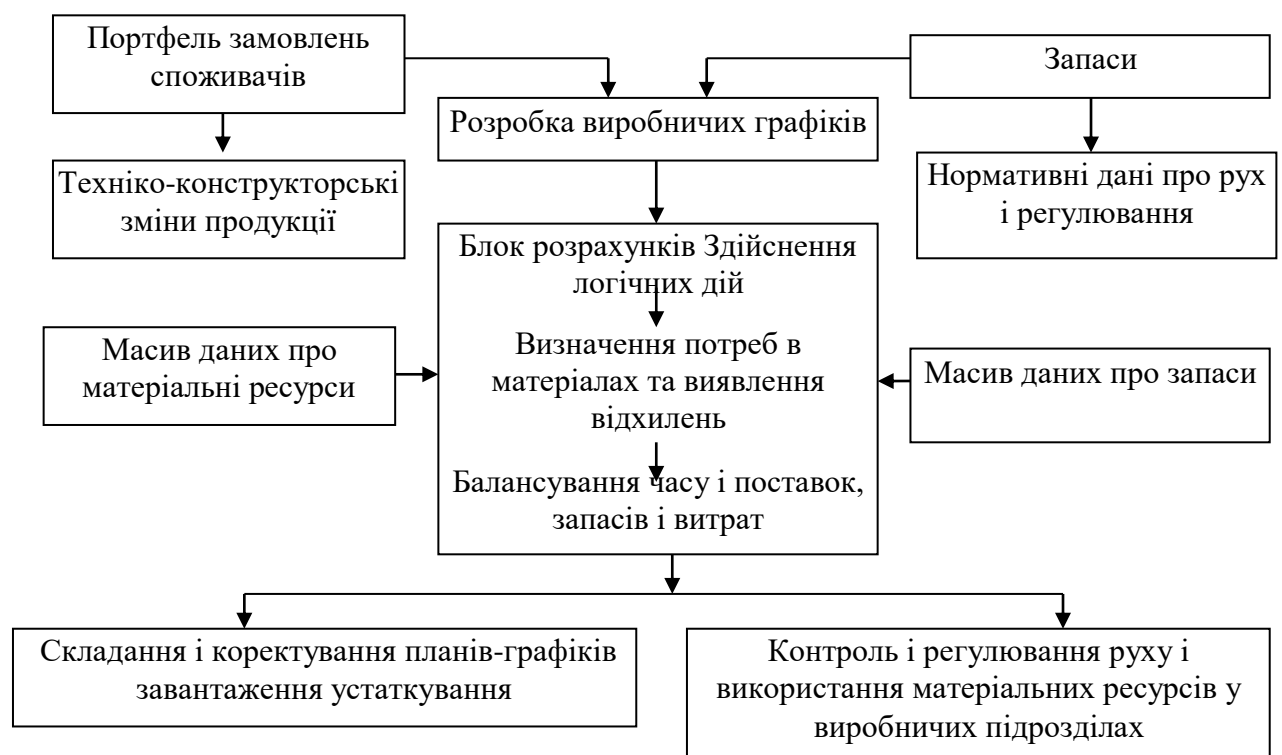 Портфель замовлень
споживачів
Запаси
Розробка виробничих графіків
Техніко-конструкторські
зміни продукції
Нормативні дані про рух
і регулювання
Блок розрахунків Здійснення
логічних дій
Масив даних про
матеріальні ресурси
Визначення потреб в
матеріалах та виявлення
відхилень
Масив даних про запаси
Балансування часу і поставок,
запасів і витрат
Складання і коректування планів-графіків
завантаження устаткування
Контроль і регулювання руху і
використання матеріальних ресурсів у
виробничих підрозділах